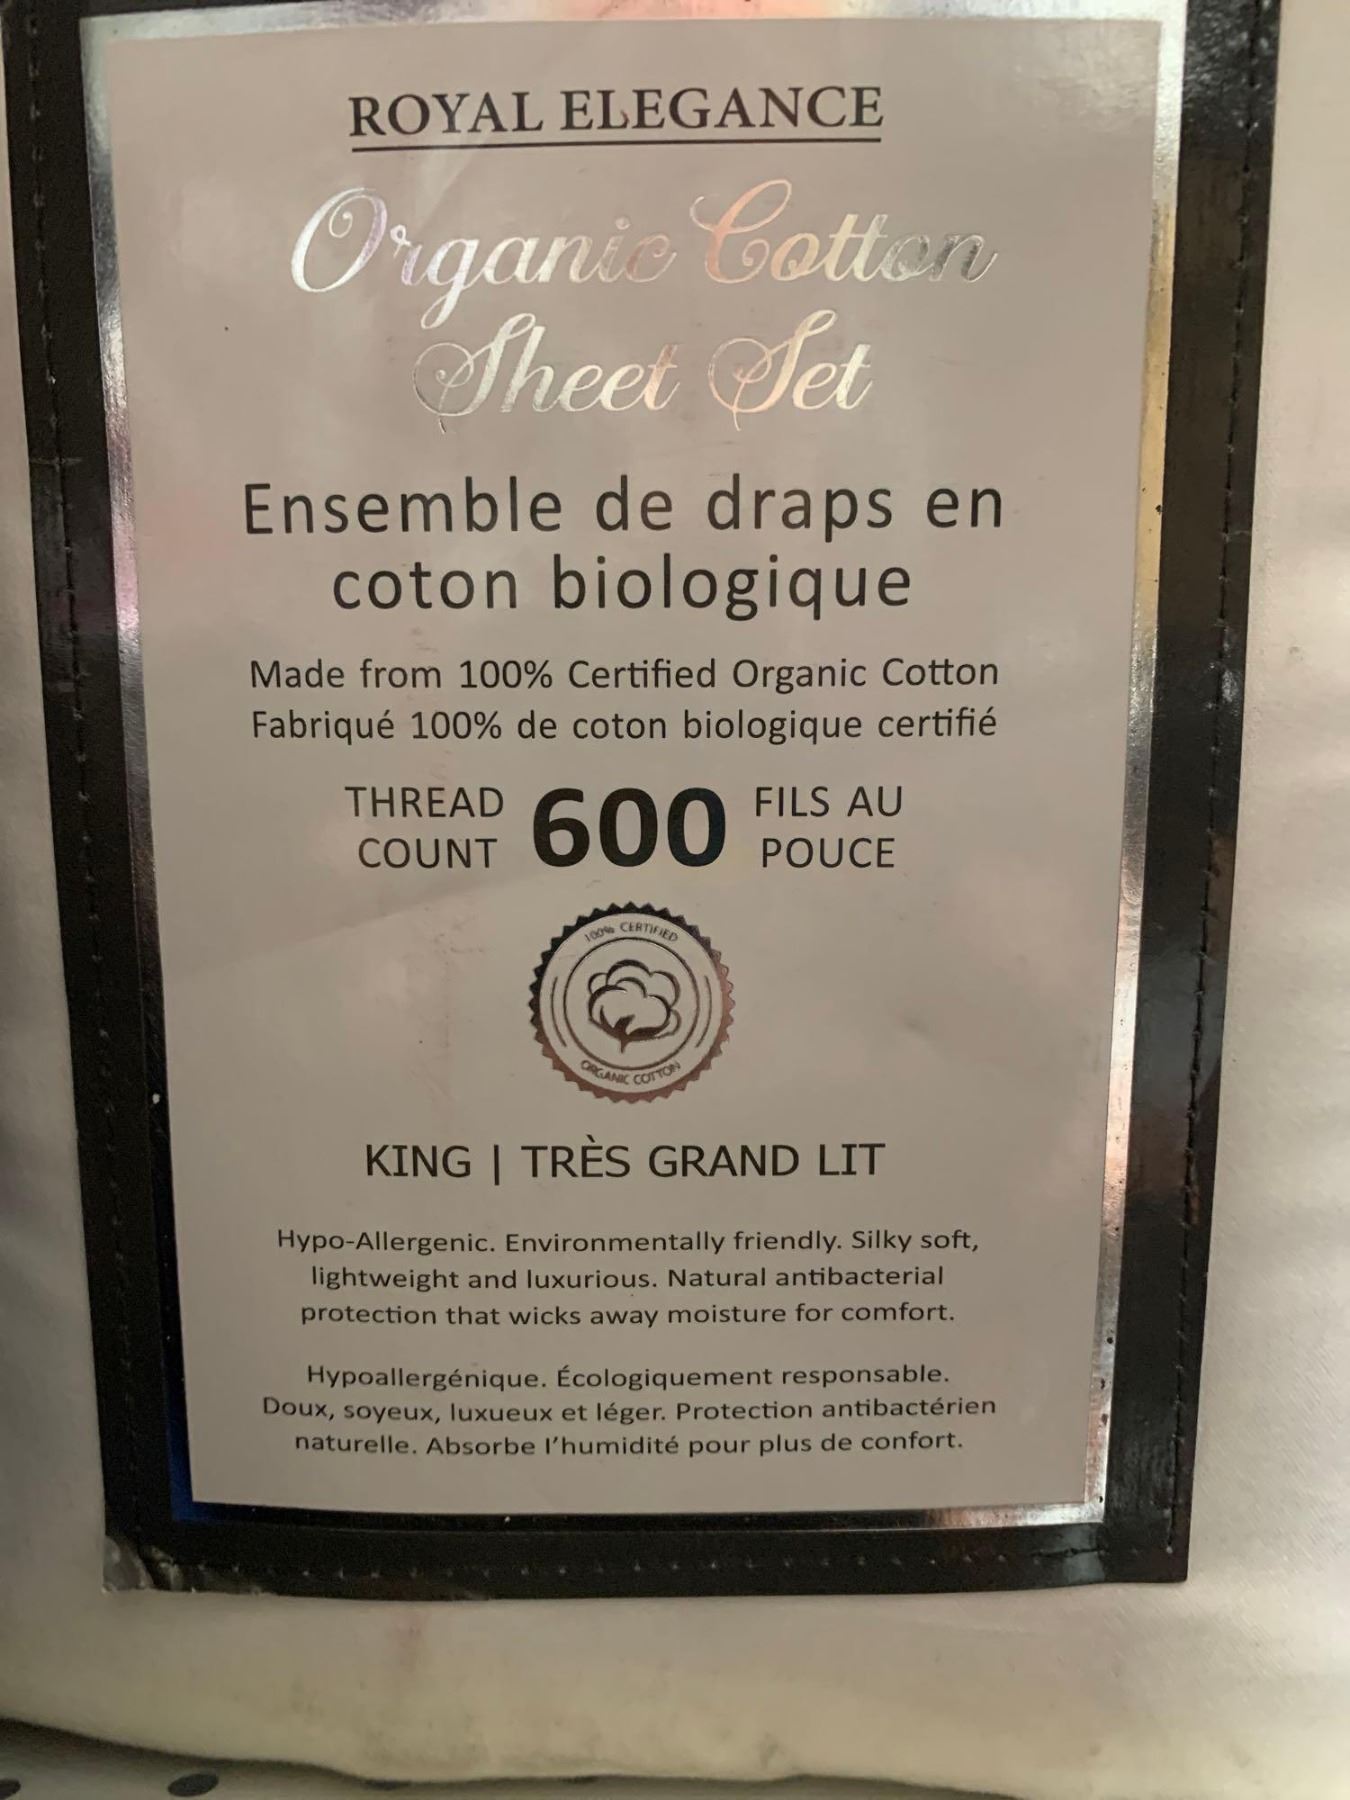 ROYAL ELEGANCE
Organic Cotton
Sheet Set
Ensemble de draps en
coton biologique
Made from 100% Certified Organic Cotton
Fabriqué 100% de coton biologique certifié
THREAD
COUNT
600
FILS AU
POUCE
100% CERTIFIED
ORGANIC COTTON
KING | TRÈS GRAND LIT
Hypo-Allergenic. Environmentally friendly. Silky soft,
lightweight and luxurious. Natural antibacterial
protection that wicks away moisture for comfort.
Hypoallergénique. Écologiquement responsable.
Doux, soyeux, luxueux et léger. Protection antibactérien
naturelle. Absorbe l'humidité pour plus de confort.